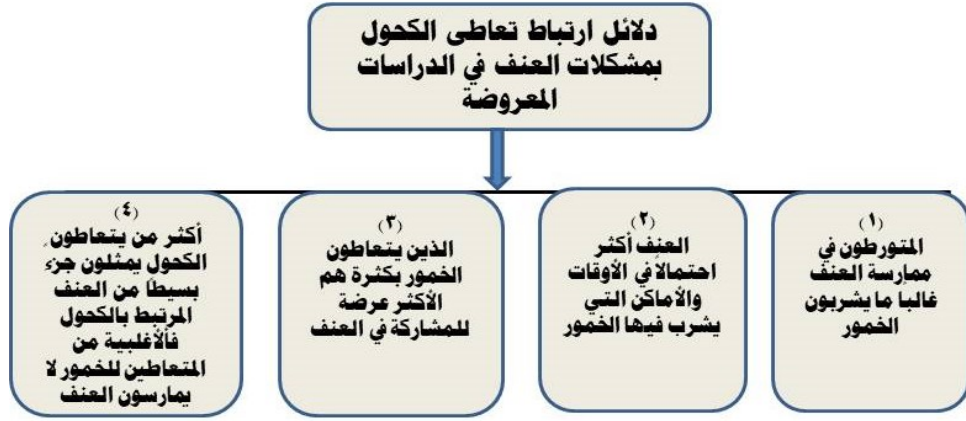 دلائل ارتباط تعاطى الكحول
بمشكلات العنف في الدراسات
المعروضة
(١)
المتورطون في
ممارسة العنف
غالبا ما يشربون
الخمور
(٢)
العنف أكثر
احتمالاً في الأوقات
والأماكن التي
يشرب فيها الخمور
(٣)
الذين يتعاطون
الخمور بكثرة هم
الأكثر عرضة
للمشاركة في العنف
(٤)
أكثر من يتعاطون
الكحول يمثلون جزء
بسيطاً من العنف
المرتبط بالكحول
فالأغلبية من
المتعاطين للخمور لا
يمارسون العنف